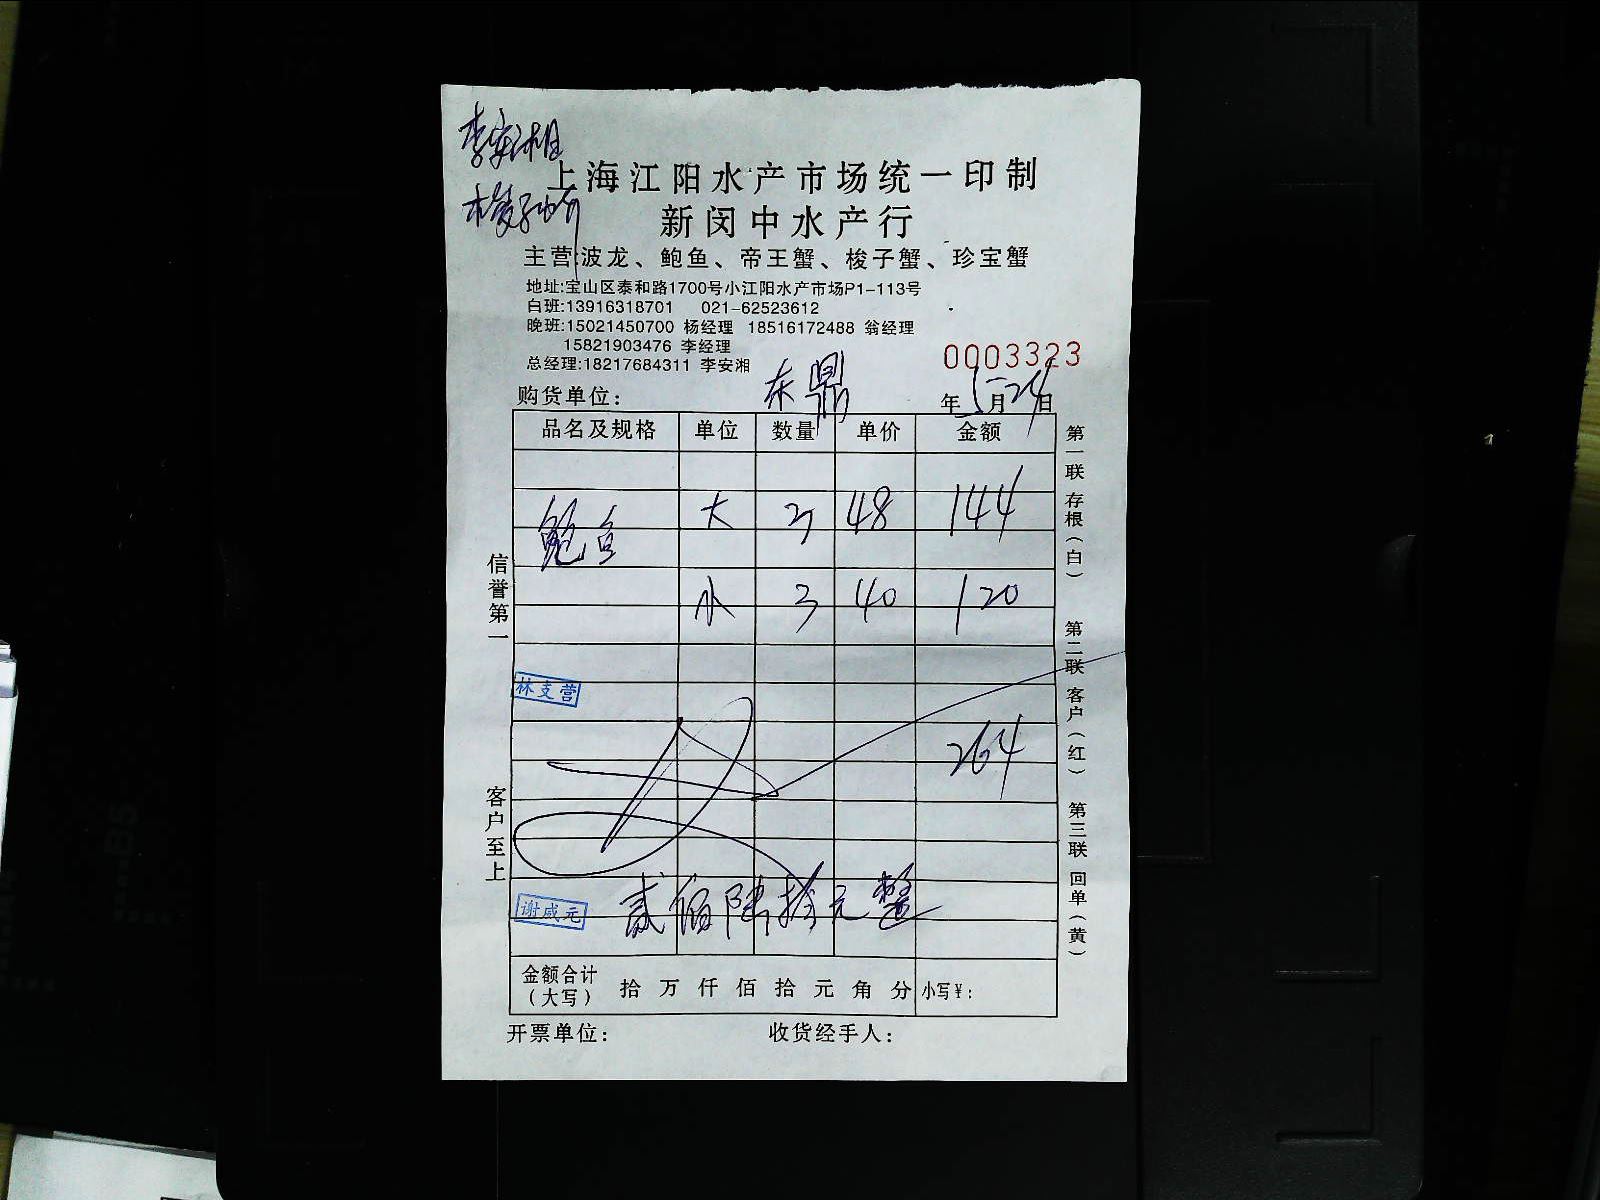 李安湘
上海江阳水产市场统一印制
新闵中水产行
主营:波龙、鲍鱼、帝王蟹、梭子蟹、珍宝蟹
地址:宝山区泰和路1700号小江阳水产市场P1-113号
白班:13916318701 021-62523612
晚班:15021450700 杨经理 18516172488 翁经理
15821903476 李经理
总经理:18217684311 李安湘
0003323
购货单位: 东鼎 年 5 月 24 日
品名及规格 单位 数量 单价 金额
鲍鱼 大 3 48 144
小 3 40 120
林支营
264
谢咸元 贰佰陆拾元整
金额合计(大写) 拾 万 仟 佰 拾 元 角 分 小写¥:
开票单位: 收货经手人:
信誉第一
客户至上
第一联 存根(白)
第二联 客户(红)
第三联 回单(黄)